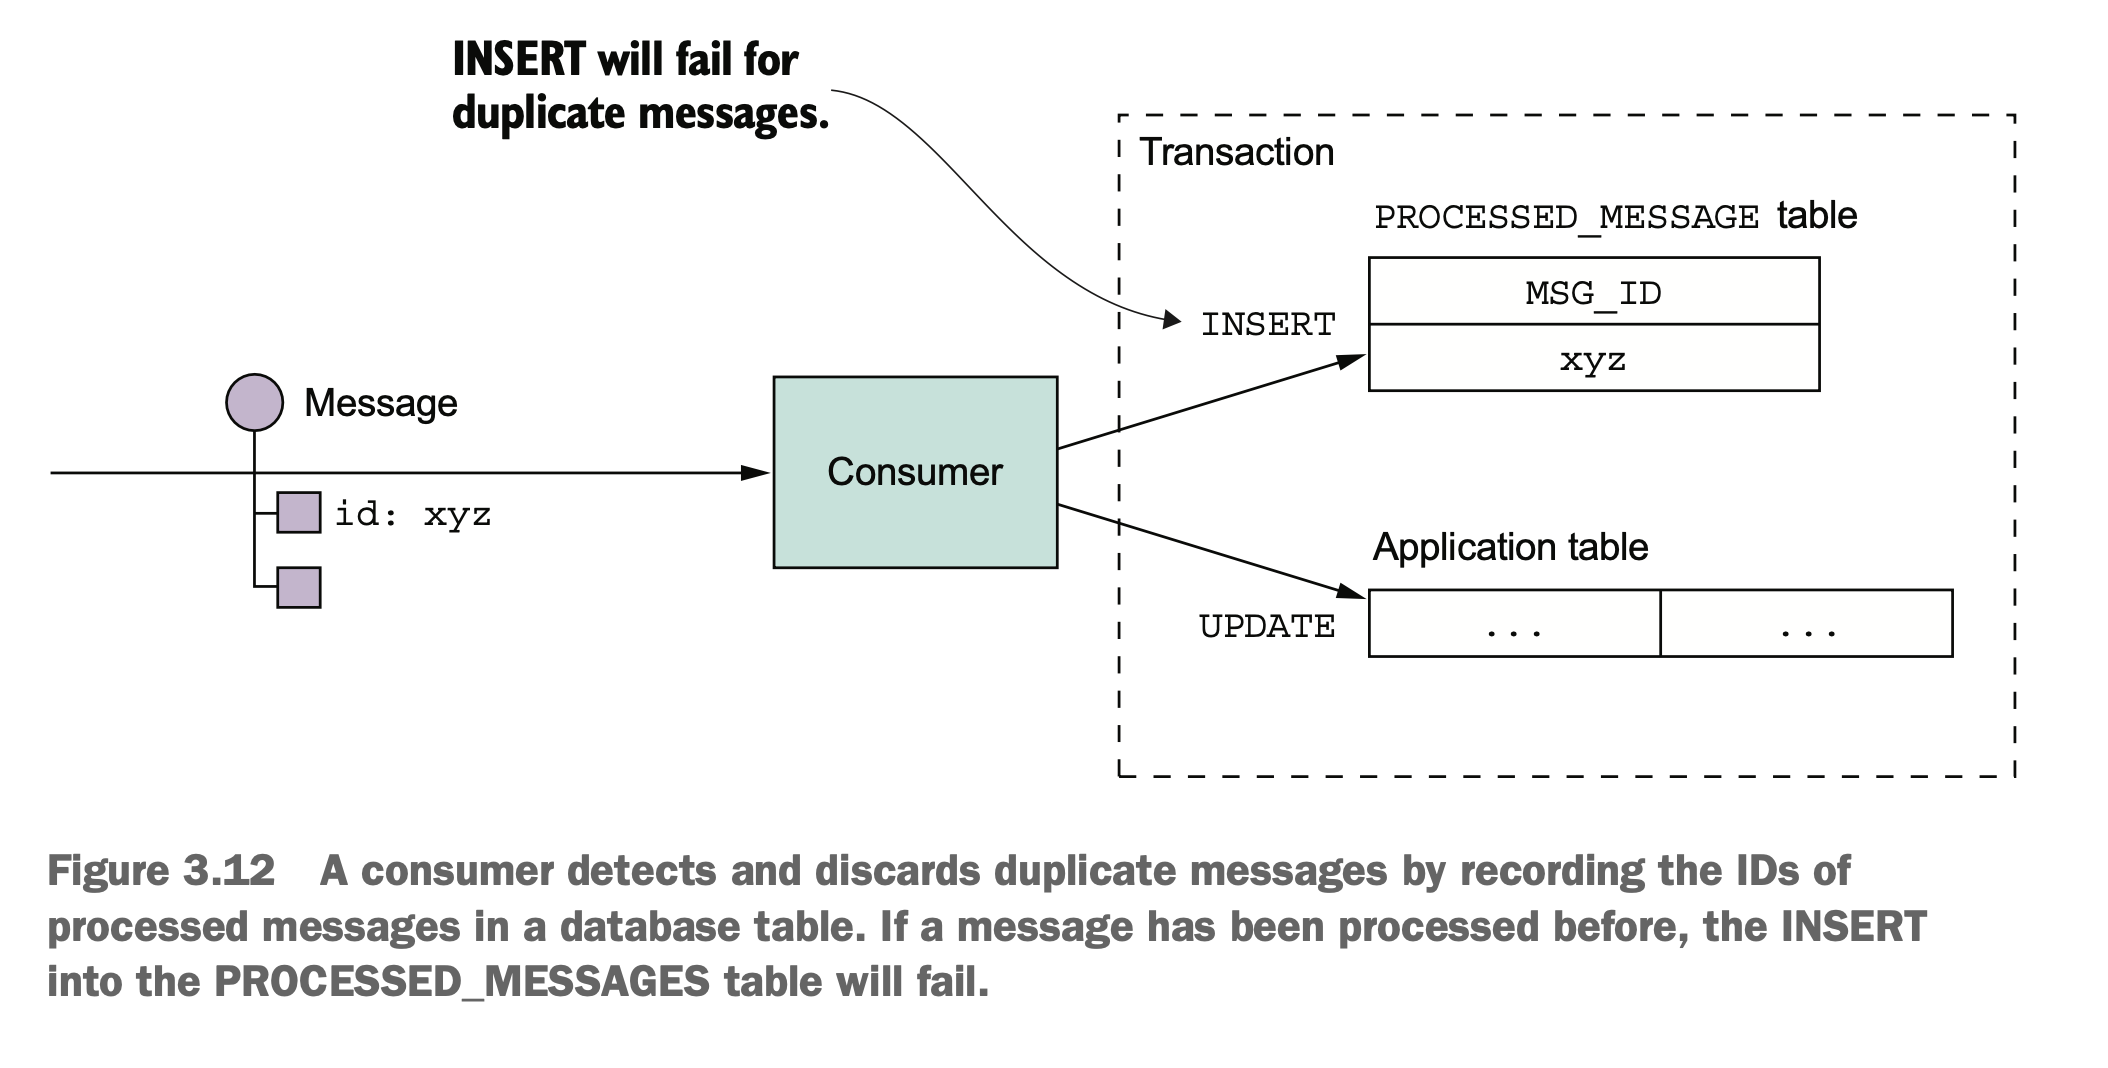 INSERT will fail for
duplicate messages.
Transaction
PROCESSED_MESSAGE table
MSG_ID
INSERT
xyz
Message
Consumer
id: xyz
Application table
UPDATE
... ...
Figure 3.12 A consumer detects and discards duplicate messages by recording the IDs of
processed messages in a database table. If a message has been processed before, the INSERT
into the PROCESSED_MESSAGES table will fail.